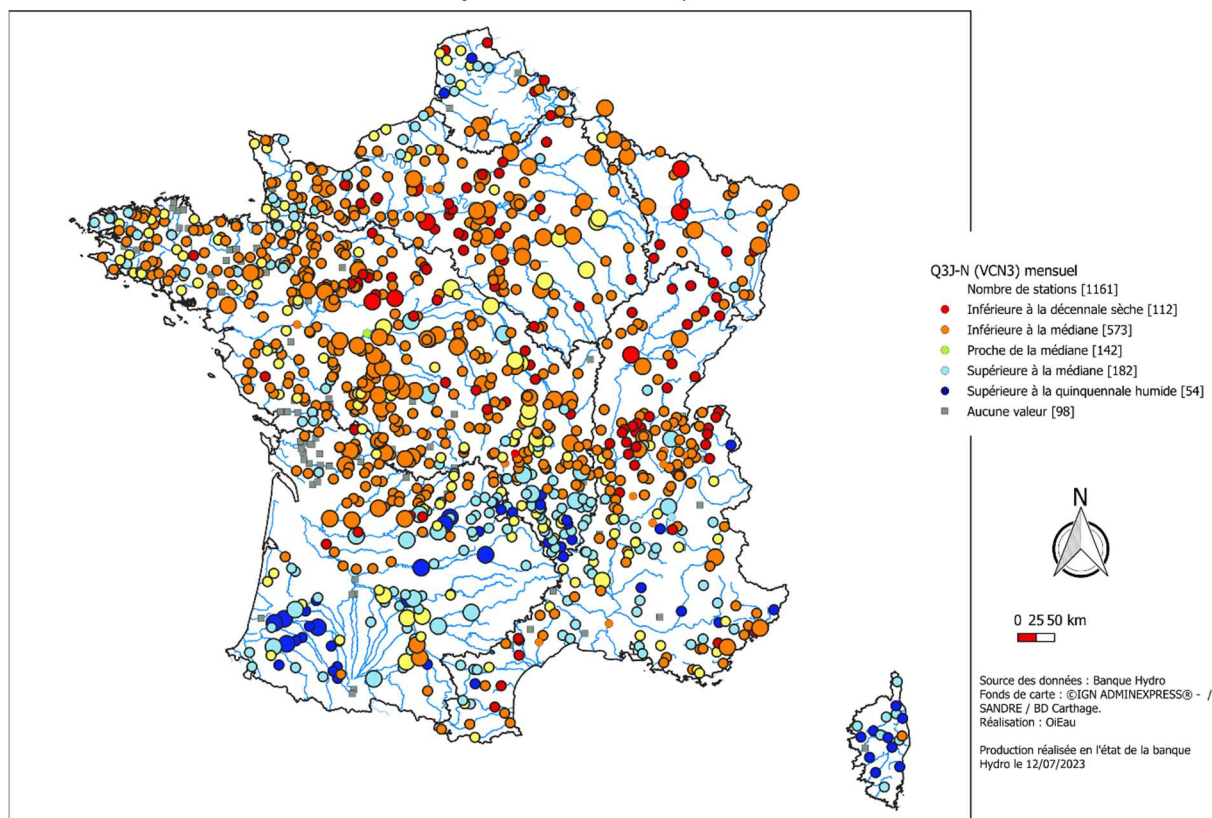 Q3J-N (VCN3) mensuel
Nombre de stations [1161]
Inférieure à la décennale sèche [112]
Inférieure à la médiane [573]
Proche de la médiane [142]
Supérieure à la médiane [182]
Supérieure à la quinquennale humide [54]
Aucune valeur [98]
N
0 25 50 km
Source des données : Banque Hydro
Fonds de carte : ©IGN ADMINEXPRESS® - /
SANDRE / BD Carthage.
Réalisation : OiEau
Production réalisée en l'état de la banque
Hydro le 12/07/2023